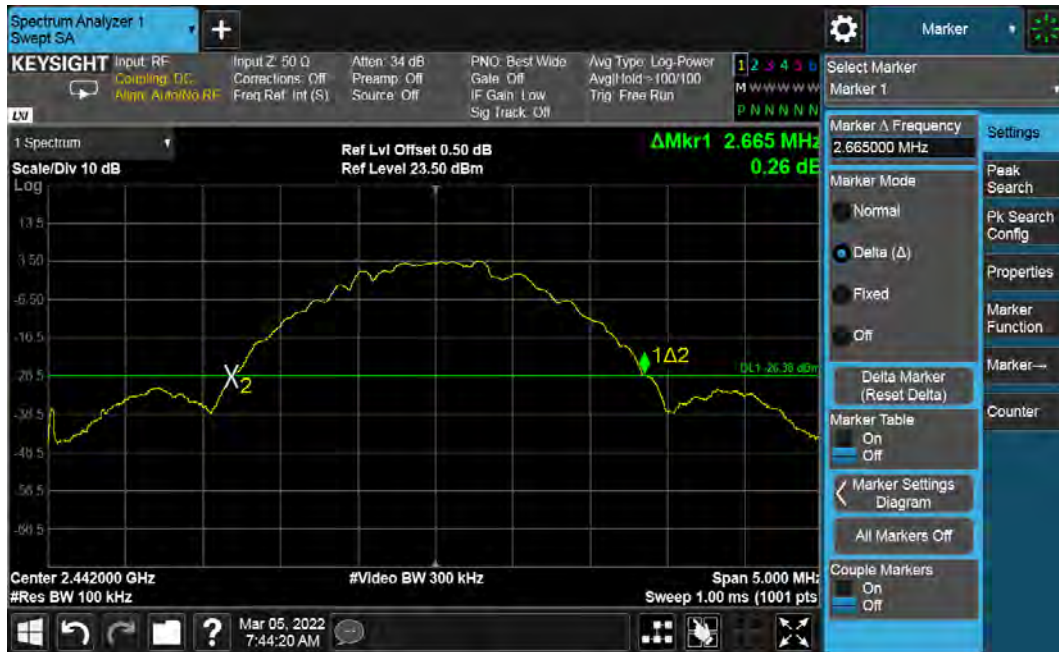 Spectrum Analyzer 1
Swept SA
+
Marker
KEYSIGHT
Input: RF
Coupling: DC
Align: Auto/No RF
Input Z: 50 Ω
Corrections: Off
Freq Ref: Int (S)
Atten: 34 dB
Preamp: Off
Source: Off
PNO: Best Wide
Gate: Off
IF Gain: Low
Sig Track: Off
Avg Type: Log-Power
Avg|Hold:>100/100
Trig: Free Run
1 2 3 4 5 6
M W W W W W
P N N N N N
LXI
Select Marker
Marker 1
1 Spectrum
Scale/Div 10 dB
Log
Ref Lvl Offset 0.50 dB
Ref Level 23.50 dBm
ΔMkr1 2.665 MHz
0.26 dB
13.5
3.50
-6.50
-16.5
-36.5
-46.5
-56.5
-66.5
2
1Δ2
DL1 -26.38 dBm
Center 2.442000 GHz
#Res BW 100 kHz
#Video BW 300 kHz
Span 5.000 MHz
Sweep 1.00 ms (1001 pts
Marker Δ Frequency
2.665000 MHz
Marker Mode
Normal
Delta (Δ)
Fixed
Off
Delta Marker
(Reset Delta)
Marker Table
On
Off
Marker Settings
Diagram
All Markers Off
Couple Markers
On
Off
Settings
Peak
Search
Pk Search
Config
Properties
Marker
Function
Marker→
Counter
?
Mar 05, 2022
7:44:20 AM